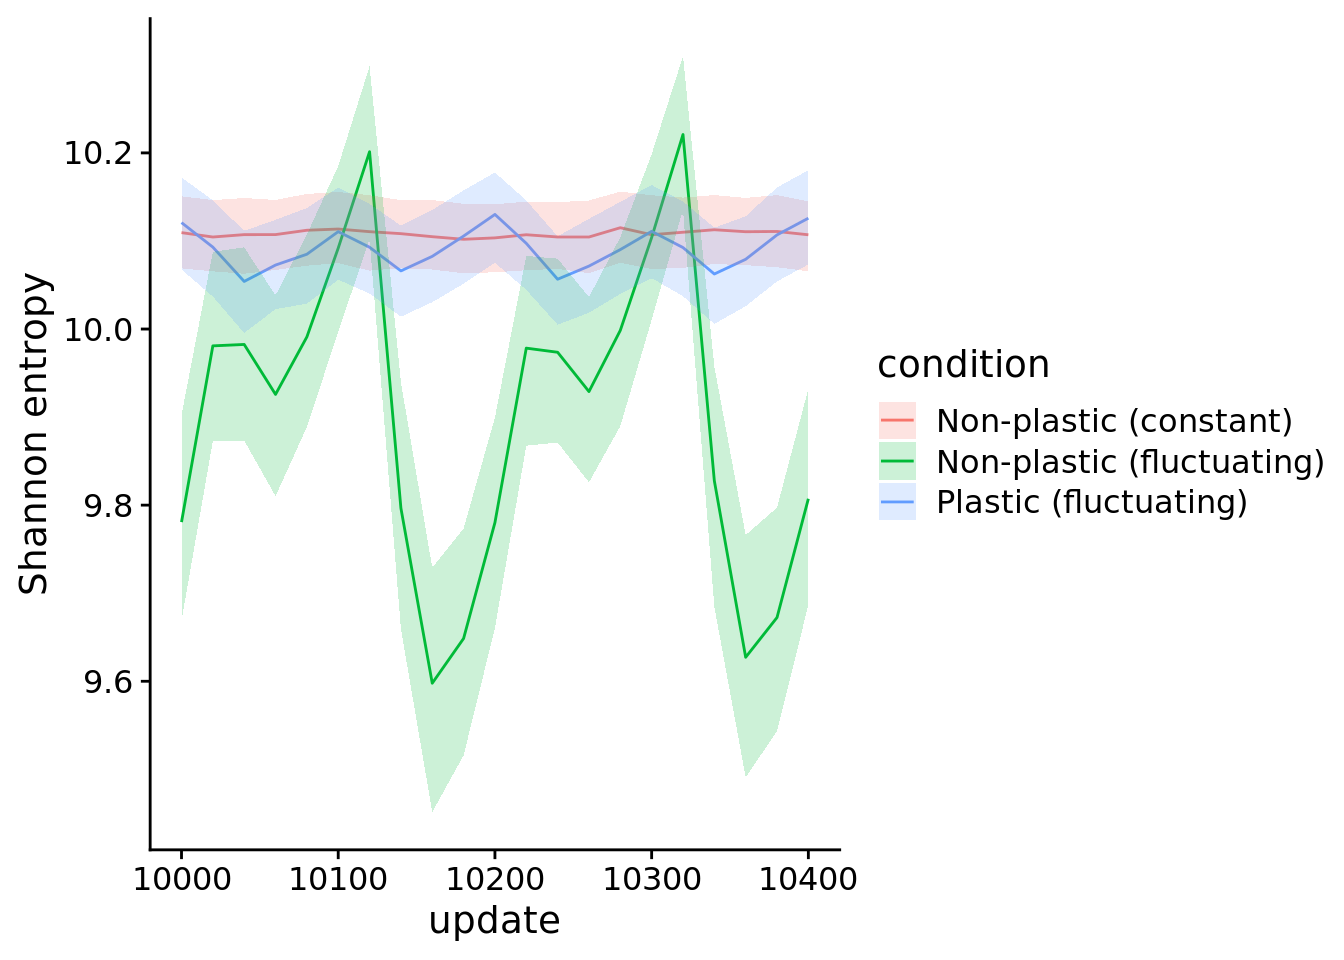 Shannon entropy
10.2
10.0
9.8
9.6
10000 10100 10200 10300 10400
update
condition
Non-plastic (constant)
Non-plastic (fluctuating)
Plastic (fluctuating)